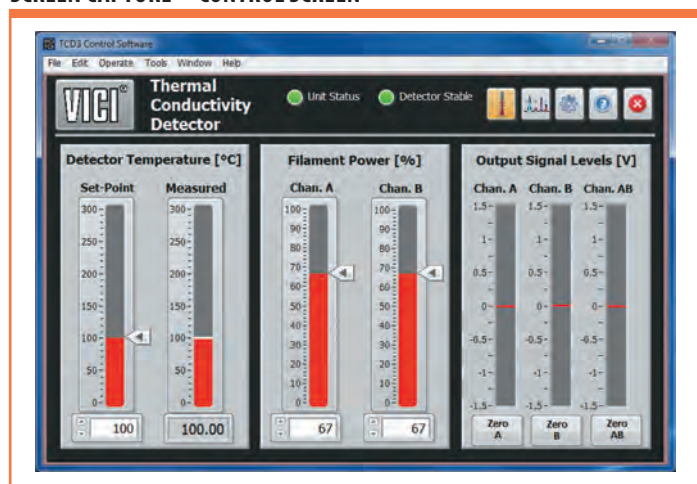 TCD3 Control Software
File Edit Operate Tools Window Help
VICI®
Thermal
Conductivity
Detector
Unit Status
Detector Stable
Detector Temperature [°C]
Set-Point Measured
300 300
250 250
200 200
150 150
100 100
50 50
0 0
100 100.00
Filament Power [%]
Chan. A Chan. B
100 100
90 90
80 80
70 70
60 60
50 50
40 40
30 30
20 20
10 10
0 0
67 67
Output Signal Levels [V]
Chan. A Chan. B Chan. AB
1.5 1.5 1.5
1 1 1
0.5 0.5 0.5
0 0 0
-0.5 -0.5 -0.5
-1 -1 -1
-1.5 -1.5 -1.5
Zero A
Zero B
Zero AB